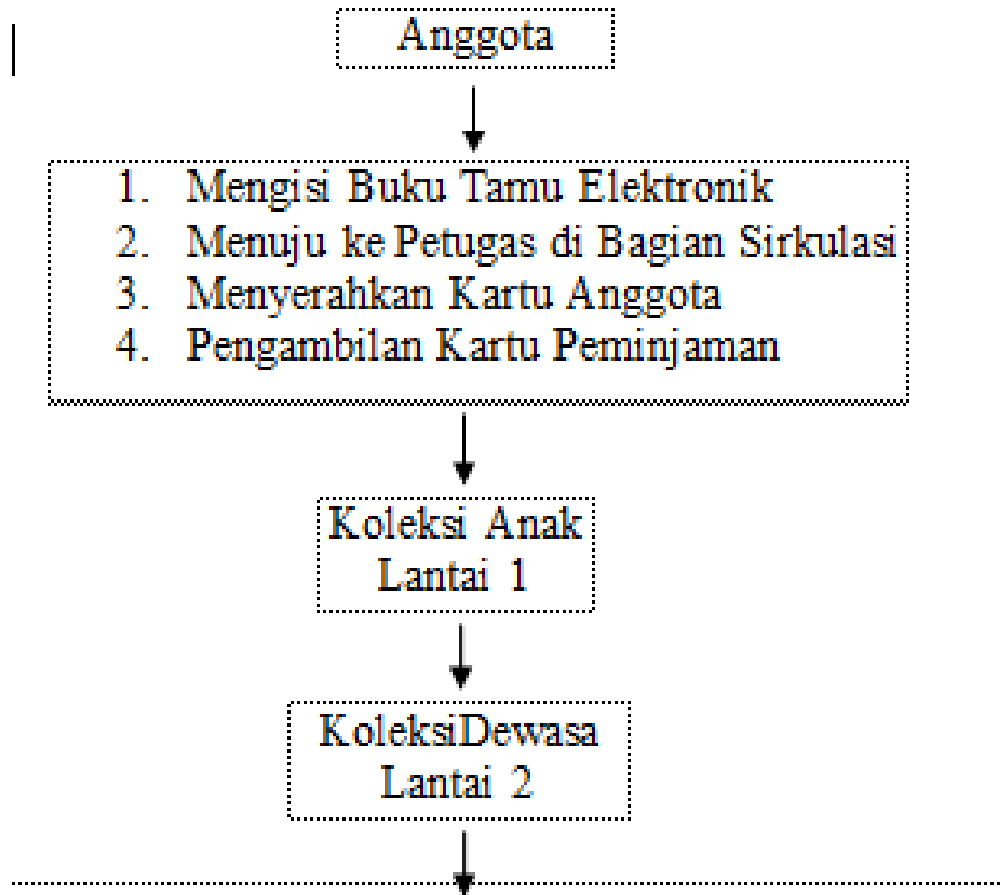 Anggota
1. Mengisi Buku Tamu Elektronik
2. Menuju ke Petugas di Bagian Sirkulasi
3. Menyerahkan Kartu Anggota
4. Pengambilan Kartu Peminjaman
Koleksi Anak
Lantai 1
KoleksiDewasa
Lantai 2